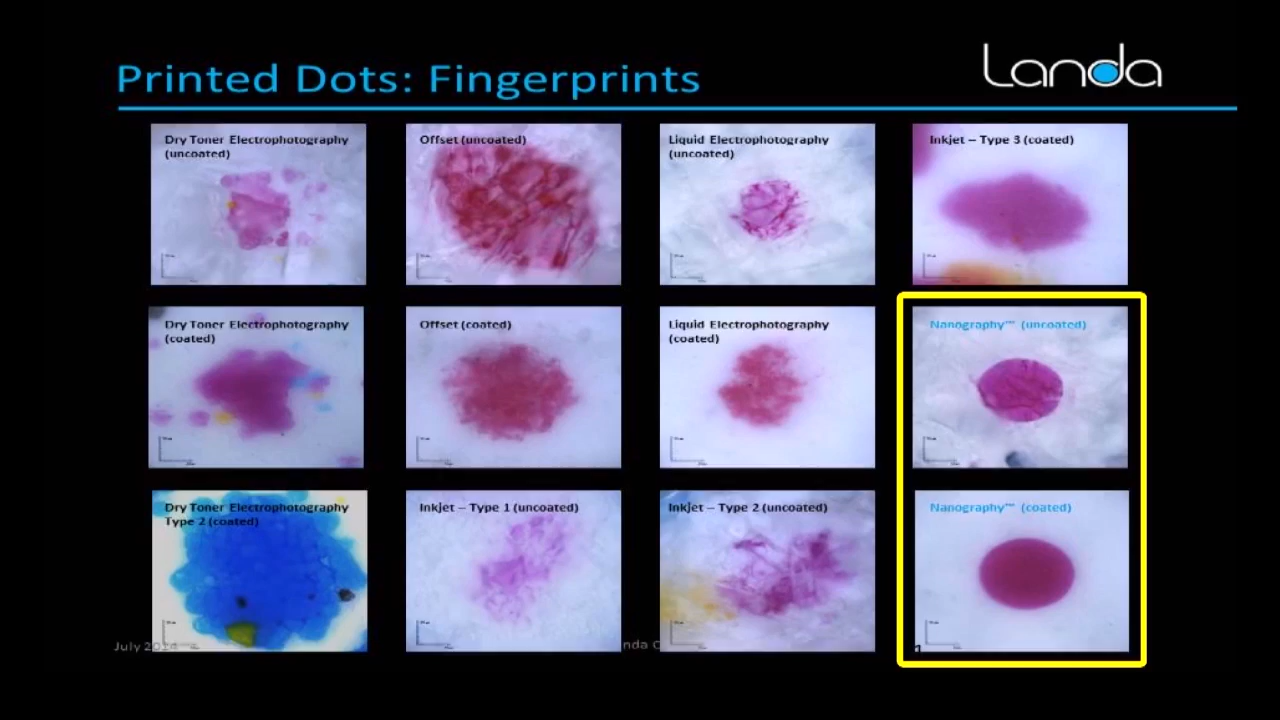 Printed Dots: Fingerprints
Landa
Dry Toner Electrophotography
(uncoated)
Offset (uncoated)
Liquid Electrophotography
(uncoated)
Inkjet – Type 3 (coated)
Dry Toner Electrophotography
(coated)
Offset (coated)
Liquid Electrophotography
(coated)
Nanography™ (uncoated)
Dry Toner Electrophotography
Type 2 (coated)
Inkjet – Type 1 (uncoated)
Inkjet – Type 2 (uncoated)
Nanography™ (coated)
July